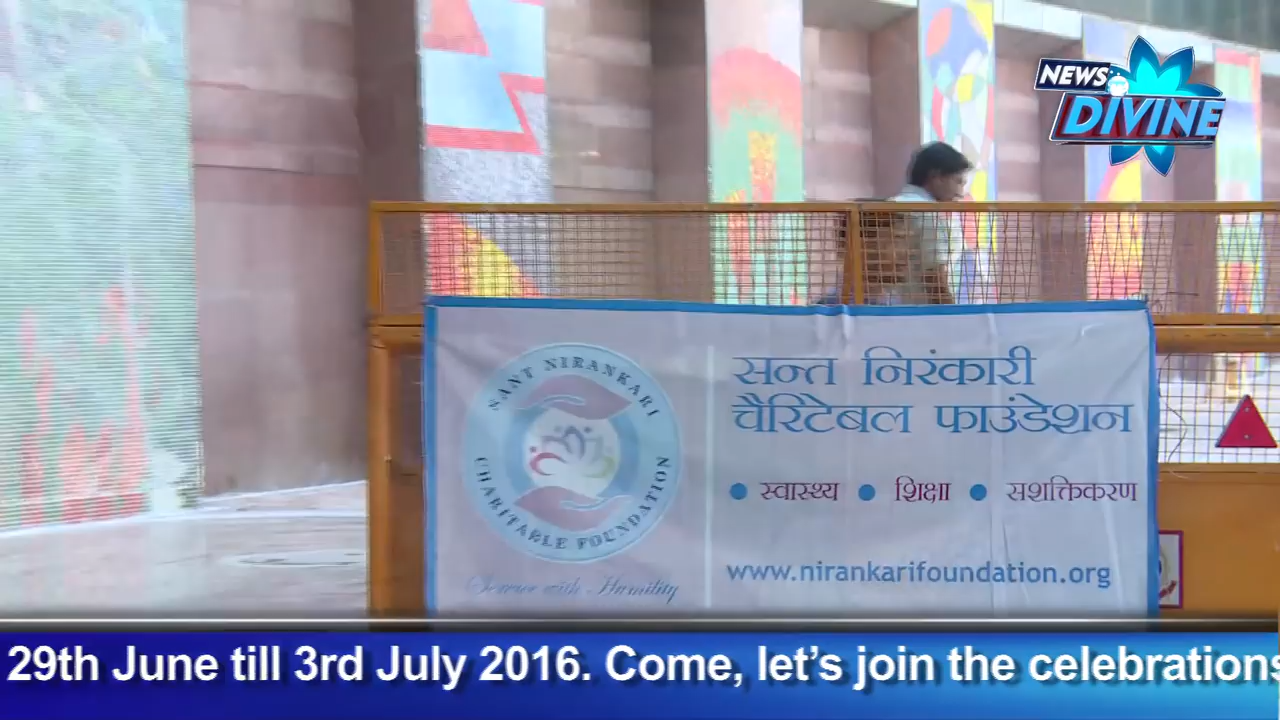 NEWS
DIVINE
SANT NIRANKARI
CHARITABLE FOUNDATION
Service with Humility
सन्त निरंकारी
चैरिटेबल फाउंडेशन
• स्वास्थ्य • शिक्षा • सशक्तिकरण
www.nirankarifoundation.org
29th June till 3rd July 2016. Come, let’s join the celebrations